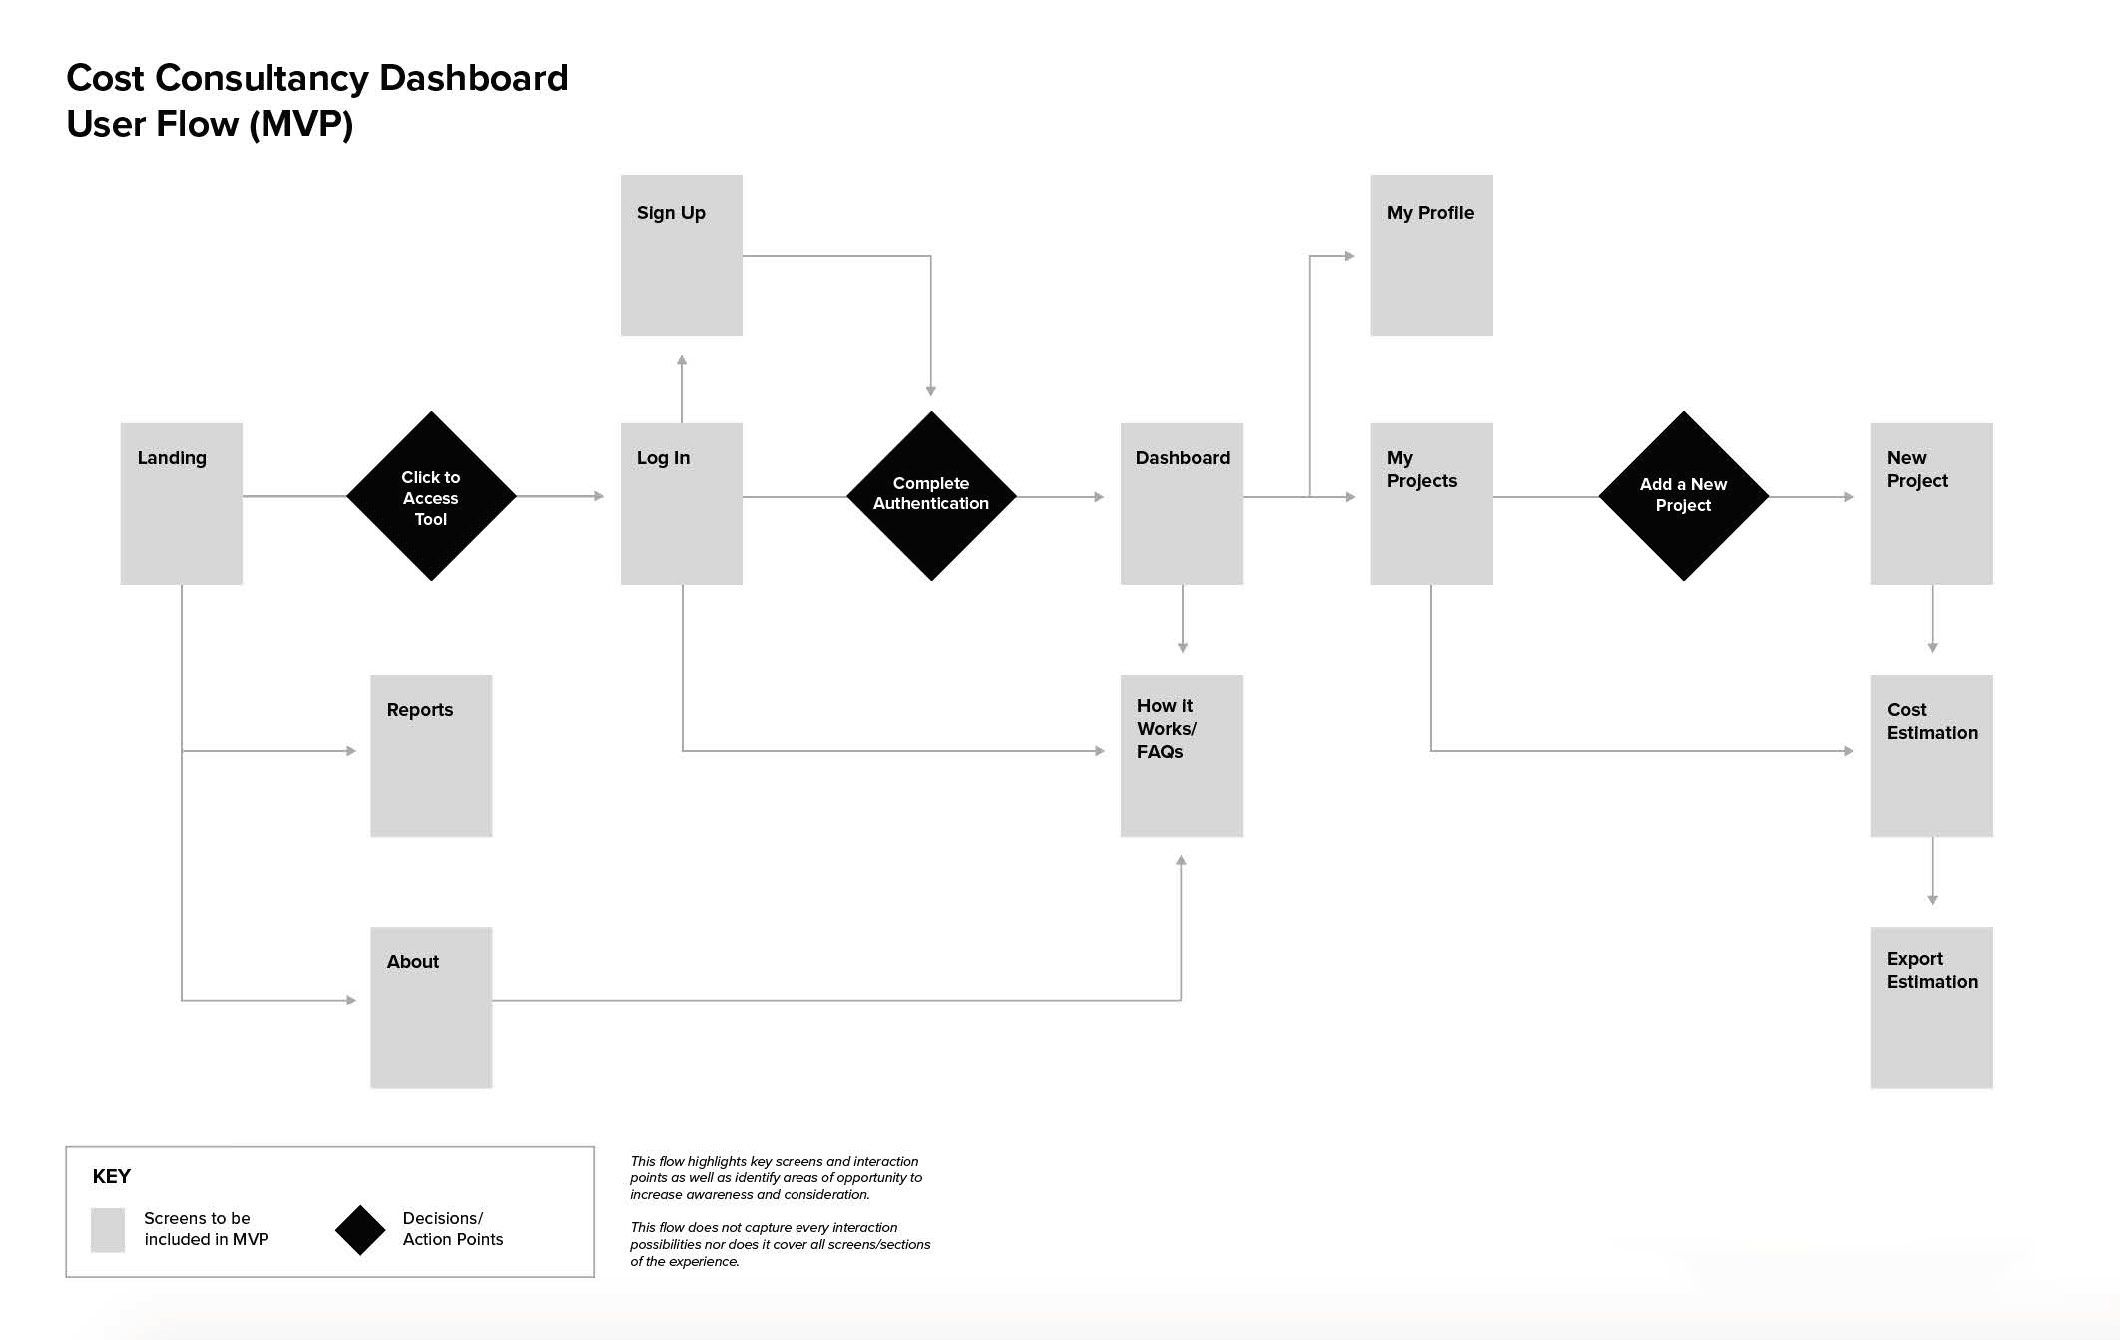 Cost Consultancy Dashboard
User Flow (MVP)
Sign Up
My Profile
Landing
Click to
Access
Tool
Log In
Complete
Authentication
Dashboard
My
Projects
Add a New
Project
New
Project
Reports
How it
Works/
FAQs
Cost
Estimation
About
Export
Estimation
KEY
Screens to be
included in MVP
Decisions/
Action Points
This flow highlights key screens and interaction
points as well as identify areas of opportunity to
increase awareness and consideration.
This flow does not capture every interaction
possibilities nor does it cover all screens/sections
of the experience.